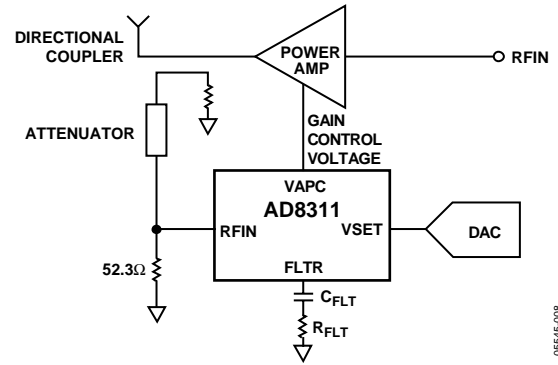 DIRECTIONAL
COUPLER
POWER
AMP
RFIN
ATTENUATOR
GAIN
CONTROL
VOLTAGE
VAPC
AD8311
RFIN
VSET
DAC
FLTR
52.3Ω
CFLT
RFLT
05545-008